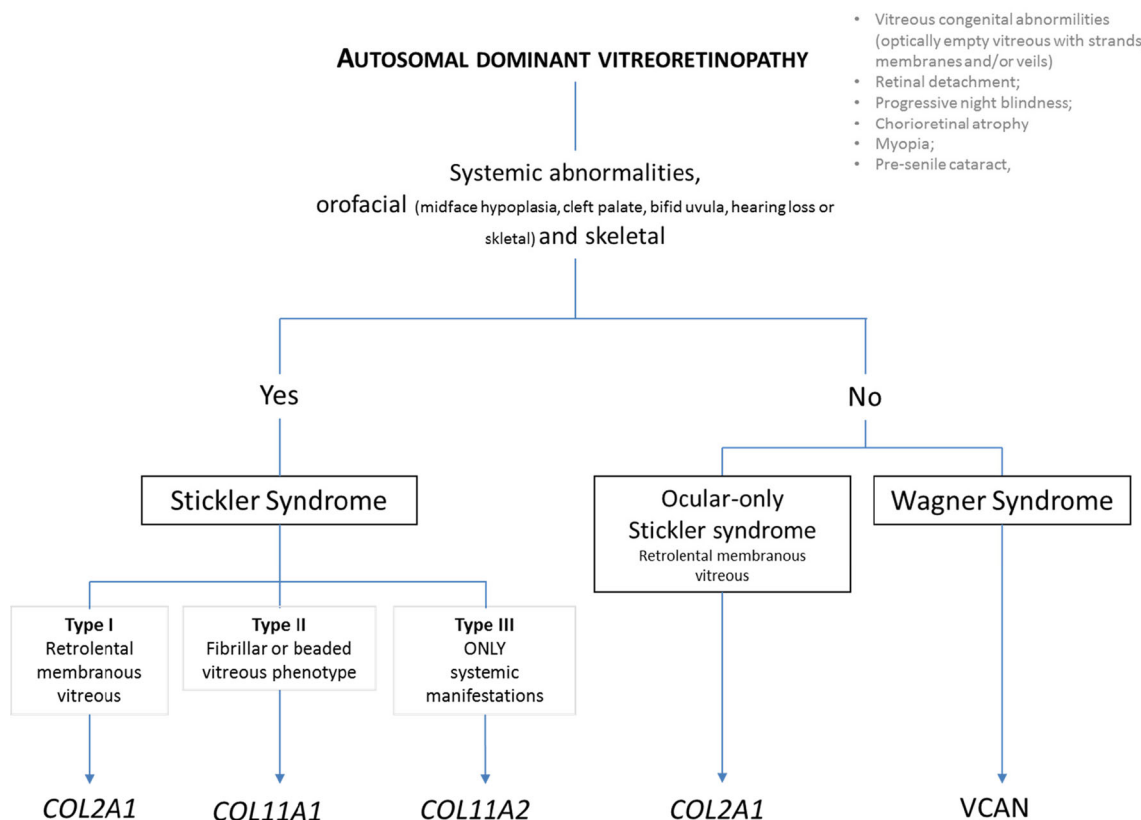 AUTOSOMAL DOMINANT VITREORETINOPATHY
• Vitreous congenital abnormilities
(optically empty vitreous with strands
membranes and/or veils)
• Retinal detachment;
• Progressive night blindness;
• Chorioretinal atrophy
• Myopia;
• Pre-senile cataract,
Systemic abnormalities,
orofacial (midface hypoplasia, cleft palate, bifid uvula, hearing loss or
skletal) and skeletal
Yes
No
Stickler Syndrome
Ocular-only
Stickler syndrome
Retrolental membranous
vitreous
Wagner Syndrome
Type I
Retrolental
membranous
vitreous
Type II
Fibrillar or beaded
vitreous phenotype
Type III
ONLY
systemic
manifestations
COL2A1
COL11A1
COL11A2
COL2A1
VCAN